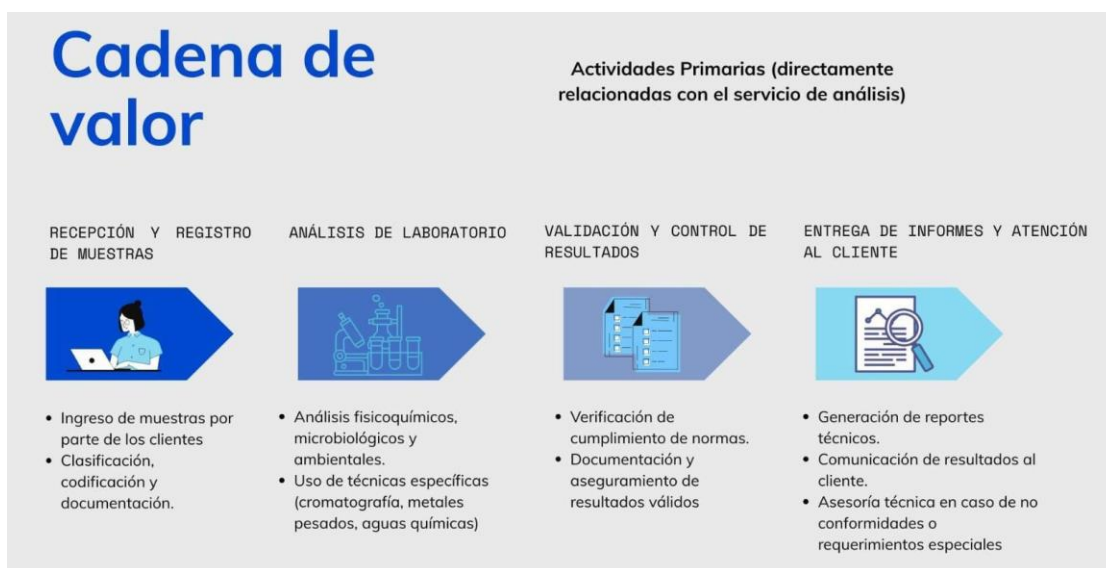 Cadena de
valor
Actividades Primarias (directamente
relacionadas con el servicio de análisis)
RECEPCIÓN Y REGISTRO
DE MUESTRAS
• Ingreso de muestras por
parte de los clientes
• Clasificación,
codificación y
documentación.
ANÁLISIS DE LABORATORIO
• Análisis fisicoquímicos,
microbiológicos y
ambientales.
• Uso de técnicas específicas
(cromatografía, metales
pesados, aguas químicas)
VALIDACIÓN Y CONTROL DE
RESULTADOS
• Verificación de
cumplimiento de normas.
• Documentación y
aseguramiento de
resultados válidos
ENTREGA DE INFORMES Y ATENCIÓN
AL CLIENTE
• Generación de reportes
técnicos.
• Comunicación de resultados al
cliente.
• Asesoría técnica en caso de no
conformidades o
requerimientos especiales